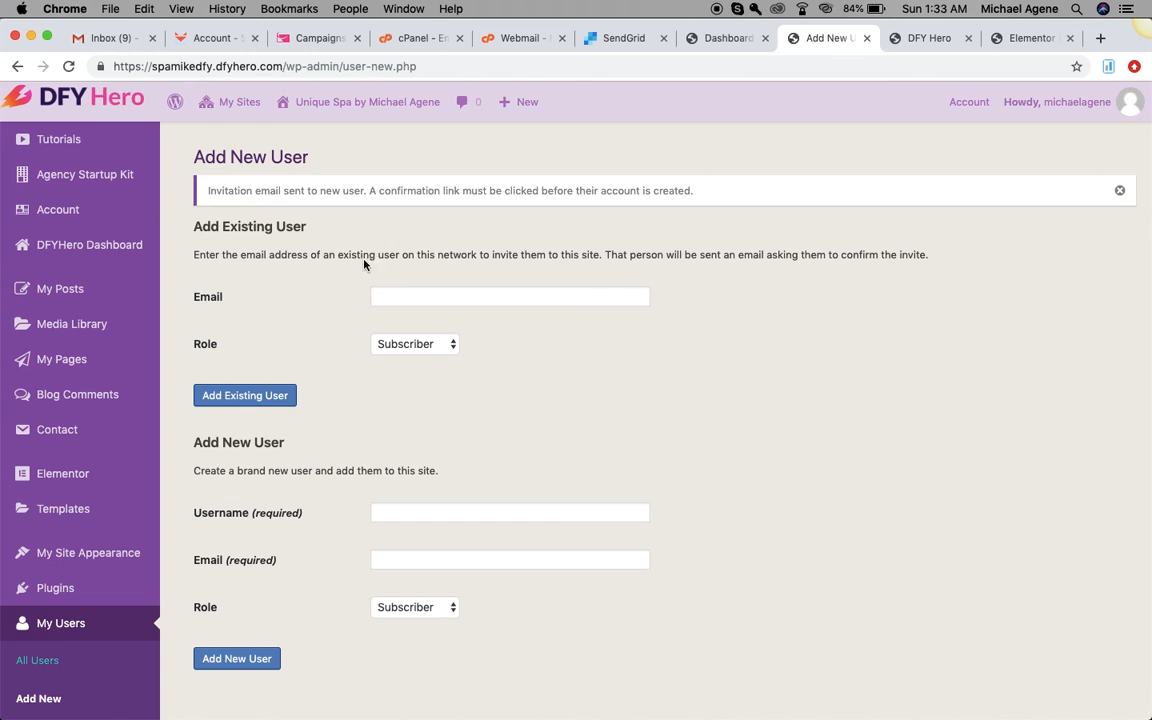 Chrome File Edit View History Bookmarks People Window Help 84% Sun 1:33 AM Michael Agene
Inbox (9) - Account - Campaigns cPanel - En Webmail - SendGrid Dashboard Add New U DFY Hero Elementor
https://spamikedfy.dfyhero.com/wp-admin/user-new.php
DFY Hero My Sites Unique Spa by Michael Agene 0 New Account Howdy, michaelagene
Tutorials
Agency Startup Kit
Account
DFYHero Dashboard
My Posts
Media Library
My Pages
Blog Comments
Contact
Elementor
Templates
My Site Appearance
Plugins
My Users
All Users
Add New
Add New User
Invitation email sent to new user. A confirmation link must be clicked before their account is created.
Add Existing User
Enter the email address of an existing user on this network to invite them to this site. That person will be sent an email asking them to confirm the invite.
Email
Role Subscriber
Add Existing User
Add New User
Create a brand new user and add them to this site.
Username (required)
Email (required)
Role Subscriber
Add New User